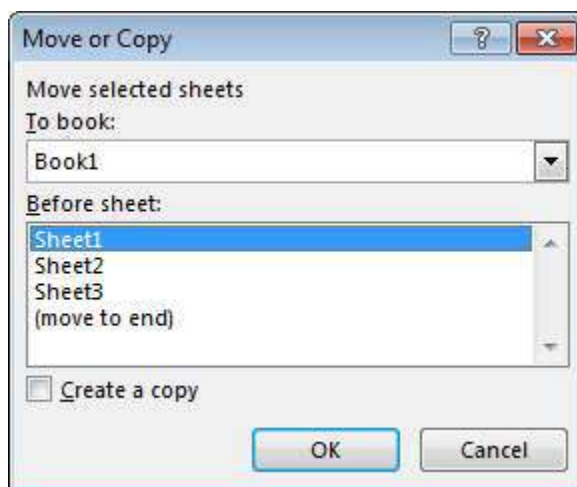 Move or Copy
Move selected sheets
To book:
Book1
Before sheet:
Sheet1
Sheet2
Sheet3
(move to end)
Create a copy
OK Cancel